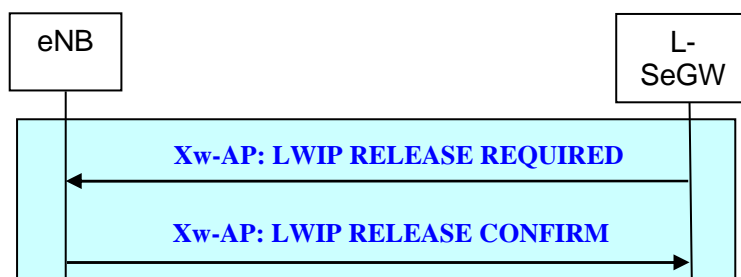 eNB
L-
SeGW
Xw-AP: LWIP RELEASE REQUIRED
Xw-AP: LWIP RELEASE CONFIRM